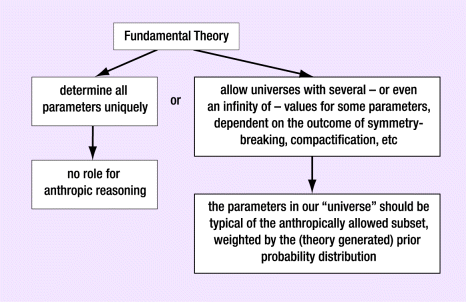 Fundamental Theory
determine all
parameters uniquely
or
allow universes with several – or even
an infinity of – values for some parameters,
dependent on the outcome of symmetry-
breaking, compactification, etc
no role for
anthropic reasoning
the parameters in our “universe” should be
typical of the anthropically allowed subset,
weighted by the (theory generated) prior
probability distribution